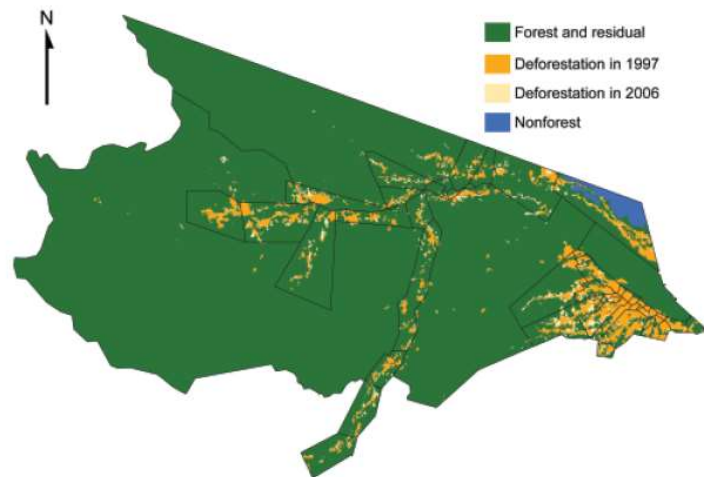 N
Forest and residual
Deforestation in 1997
Deforestation in 2006
Nonforest